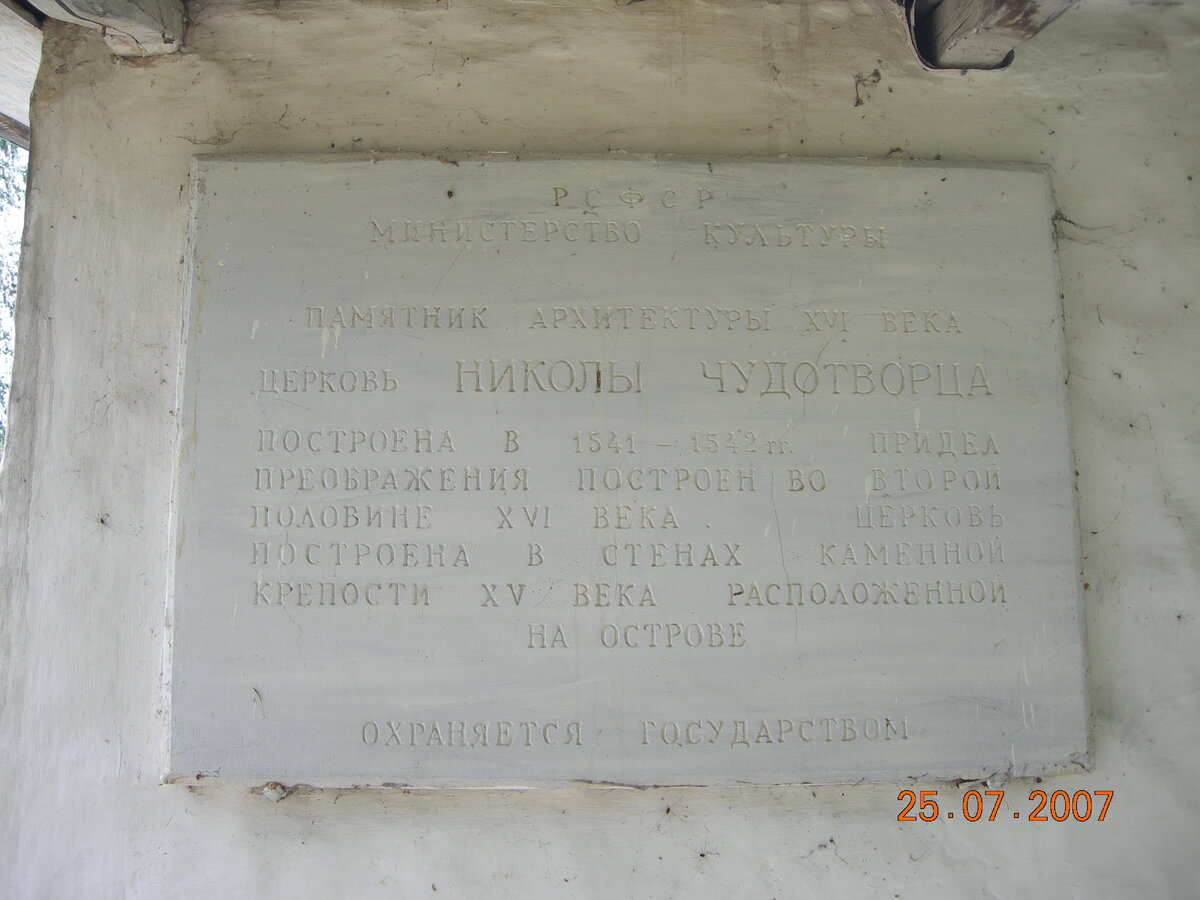 РСФСР
МИНИСТЕРСТВО КУЛЬТУРЫ
ПАМЯТНИК АРХИТЕКТУРЫ XVI ВЕКА
ЦЕРКОВЬ НИКОЛЫ ЧУДОТВОРЦА
ПОСТРОЕНА В 1541 – 1542 гг. ПРИДЕЛ
ПРЕОБРАЖЕНИЯ ПОСТРОЕН ВО ВТОРОЙ
ПОЛОВИНЕ XVI ВЕКА. ЦЕРКОВЬ
ПОСТРОЕНА В СТЕНАХ КАМЕННОЙ
КРЕПОСТИ XV ВЕКА РАСПОЛОЖЕННОЙ
НА ОСТРОВЕ
ОХРАНЯЕТСЯ ГОСУДАРСТВОМ
25.07.2007